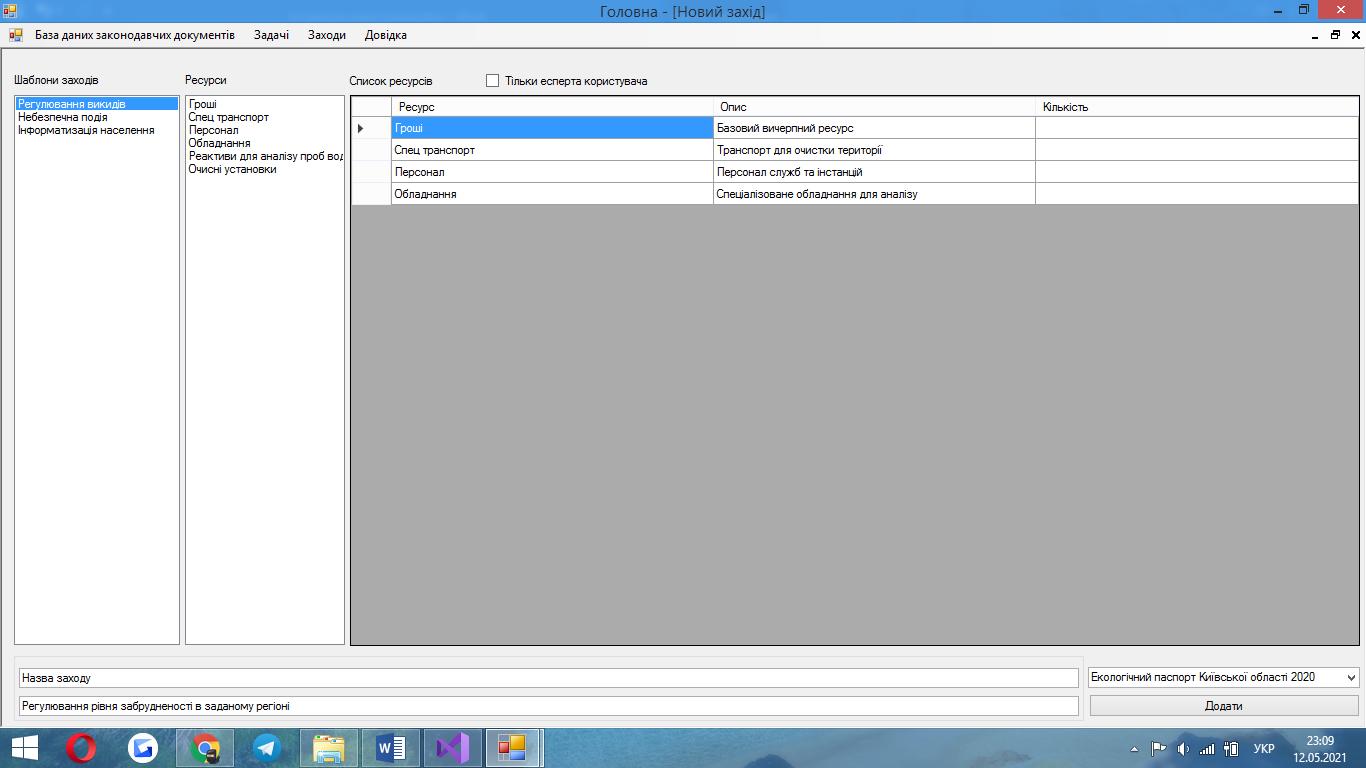 Головна - [Новий захід]
База даних законодавчих документів Задачі Заходи Довідка
Шаблони заходів
Регулювання викидів
Небезпечна подія
Інформатизація населення
Ресурси
Гроші
Спец транспорт
Персонал
Обладнання
Реактиви для аналізу проб вод
Очисні установки
Список ресурсів
Тільки есперта користувача
Ресурс Опис Кількість
Гроші Базовий вичерпний ресурс
Спец транспорт Транспорт для очистки території
Персонал Персонал служб та інстанцій
Обладнання Спеціалізоване обладнання для аналізу
Назва заходу
Екологічний паспорт Київської області 2020
Регулювання рівня забрудненості в заданому регіоні
Додати
УКР
23:09
12.05.2021